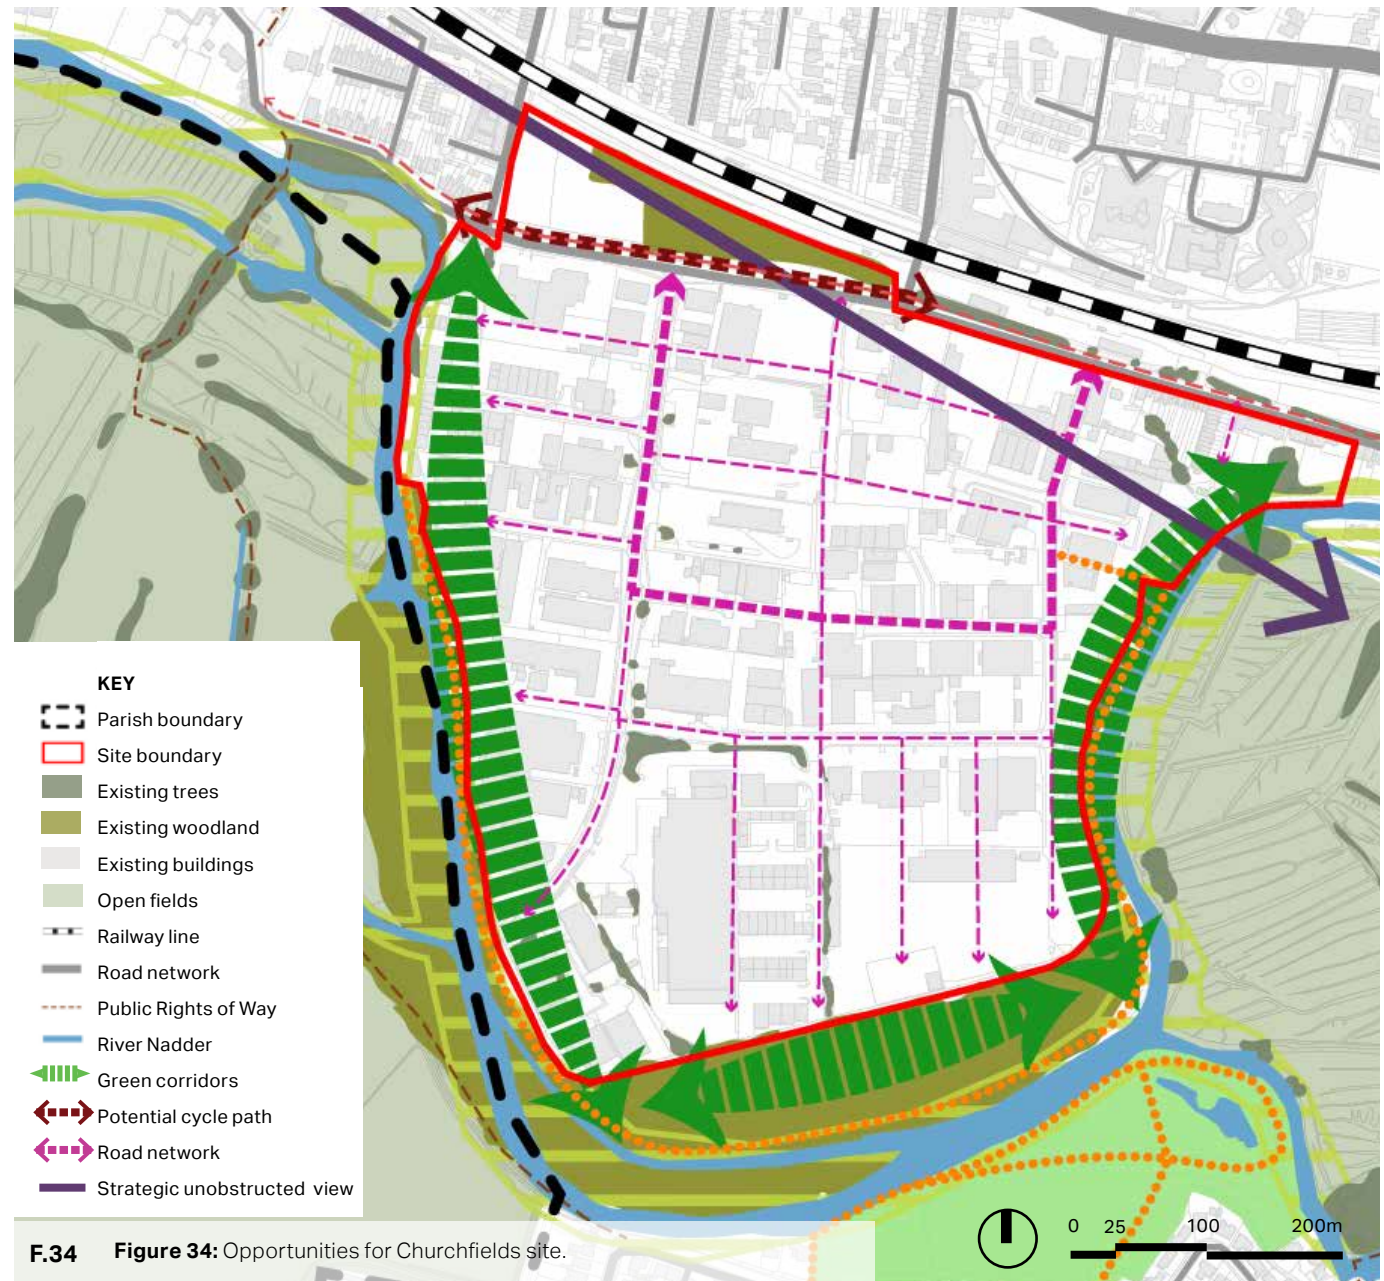 KEY
Parish boundary
Site boundary
Existing trees
Existing woodland
Existing buildings
Open fields
Railway line
Road network
Public Rights of Way
River Nadder
Green corridors
Potential cycle path
Road network
Strategic unobstructed view
0 25 100 200m
F.34 Figure 34: Opportunities for Churchfields site.